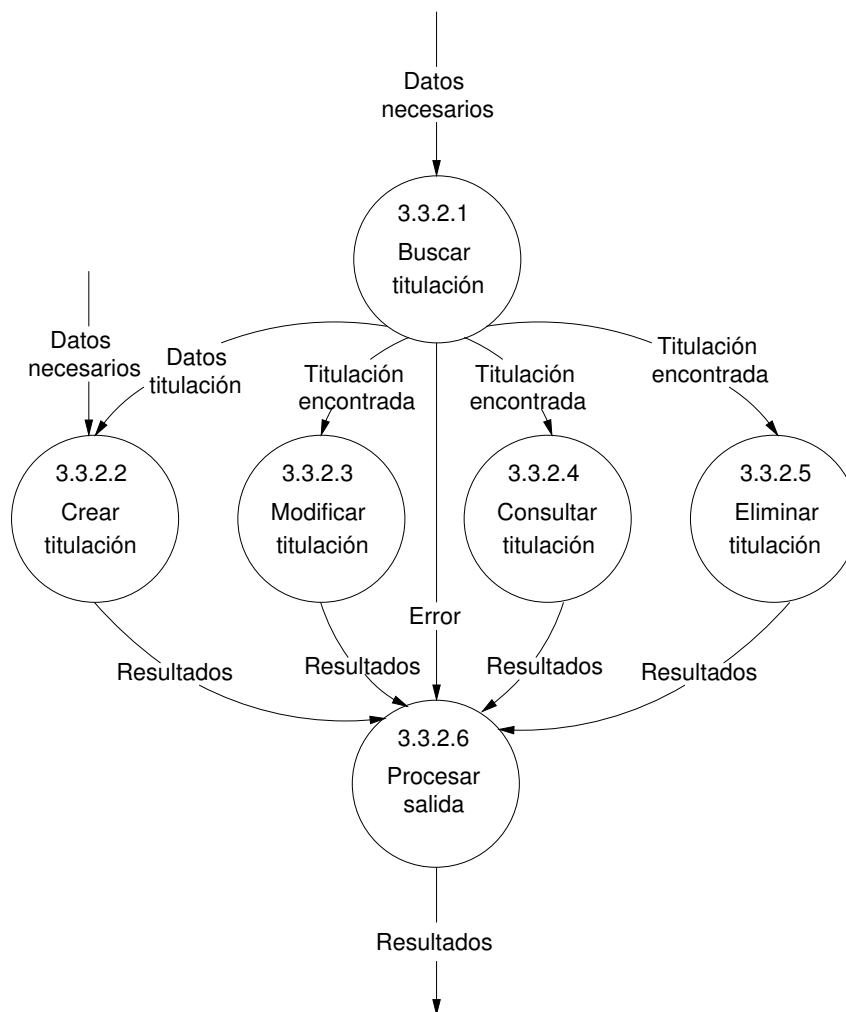 Datos
necesarios
3.3.2.1
Buscar
titulación
Datos
necesarios
Datos
titulación
Titulación
encontrada
Titulación
encontrada
Titulación
encontrada
3.3.2.2
Crear
titulación
3.3.2.3
Modificar
titulación
3.3.2.4
Consultar
titulación
3.3.2.5
Eliminar
titulación
Error
Resultados
Resultados
Resultados
Resultados
3.3.2.6
Procesar
salida
Resultados